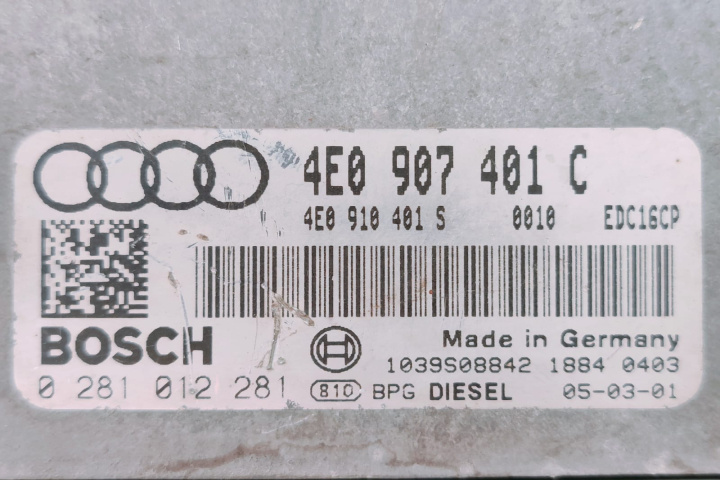 4E0 907 401 C
4E0 910 401 S 0010 EDC16CP
BOSCH
Made in Germany
1039S08842 1884 0403
0 281 012 281 810 BPG DIESEL 05-03-01